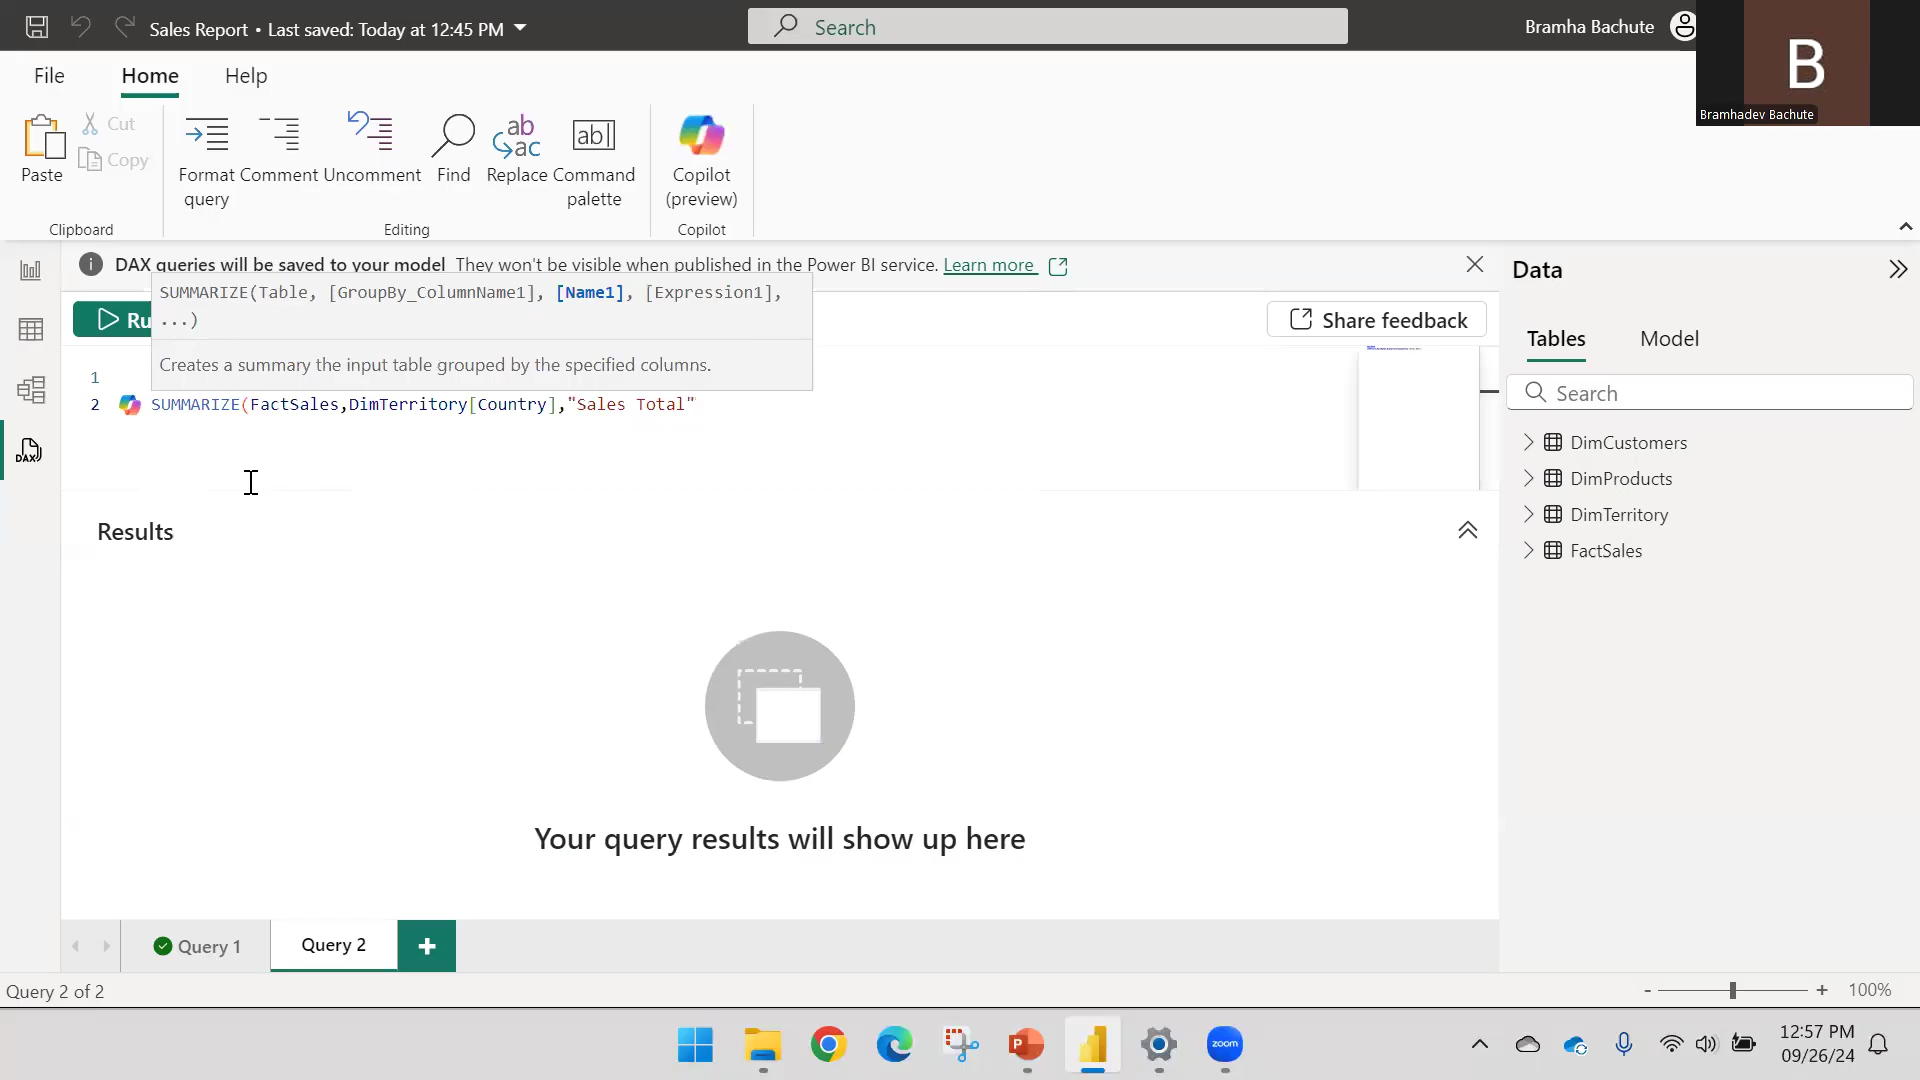 Sales Report • Last saved: Today at 12:45 PM
Search
Bramha Bachute
B
Bramhadev Bachute
File Home Help
Paste
Cut
Copy
Clipboard
Format query
Comment
Uncomment
Find
Replace
Command palette
Editing
Copilot (preview)
Copilot
DAX queries will be saved to your model They won't be visible when published in the Power BI service. Learn more
SUMMARIZE(Table, [GroupBy_ColumnName1], [Name1], [Expression1],
...)
Creates a summary the input table grouped by the specified columns.
Ru
Share feedback
1
2 SUMMARIZE(FactSales,DimTerritory[Country],"Sales Total"
DAX
Results
Your query results will show up here
Data
Tables Model
Search
DimCustomers
DimProducts
DimTerritory
FactSales
Query 1 Query 2 +
Query 2 of 2
- + 100%
zoom
12:57 PM
09/26/24